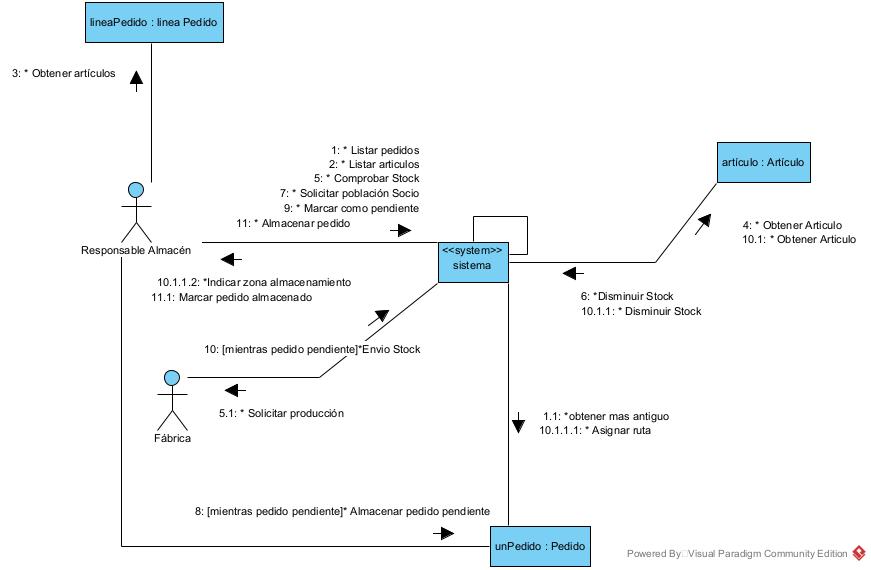 lineaPedido : linea Pedido
3: * Obtener artículos
1: * Listar pedidos
2: * Listar articulos
5: * Comprobar Stock
7: * Solicitar población Socio
9: * Marcar como pendiente
11: * Almacenar pedido
artículo : Artículo
4: * Obtener Articulo
10.1: * Obtener Articulo
Responsable Almacén
<<system>>
sistema
10.1.1.2: *Indicar zona almacenamiento
11.1: Marcar pedido almacenado
6: *Disminuir Stock
10.1.1: * Disminuir Stock
10: [mientras pedido pendiente]*Envio Stock
5.1: * Solicitar producción
Fábrica
1.1: *obtener mas antiguo
10.1.1.1: * Asignar ruta
8: [mientras pedido pendiente]* Almacenar pedido pendiente
unPedido : Pedido
Powered By Visual Paradigm Community Edition